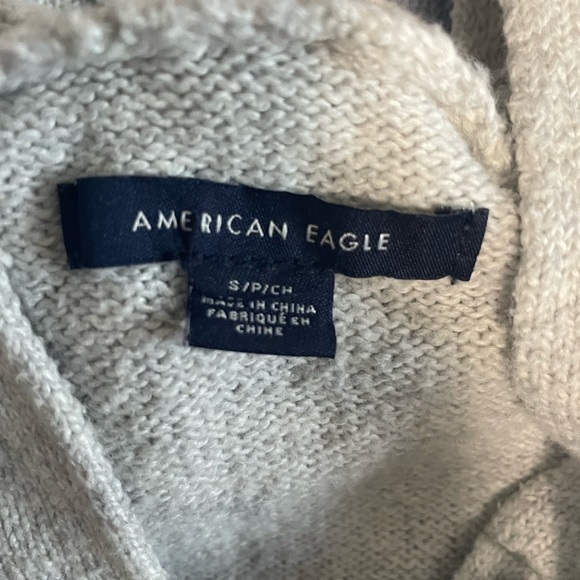 AMERICAN EAGLE
S/P/CH
MADE IN CHINA
FABRIQUÉ EN
CHINE